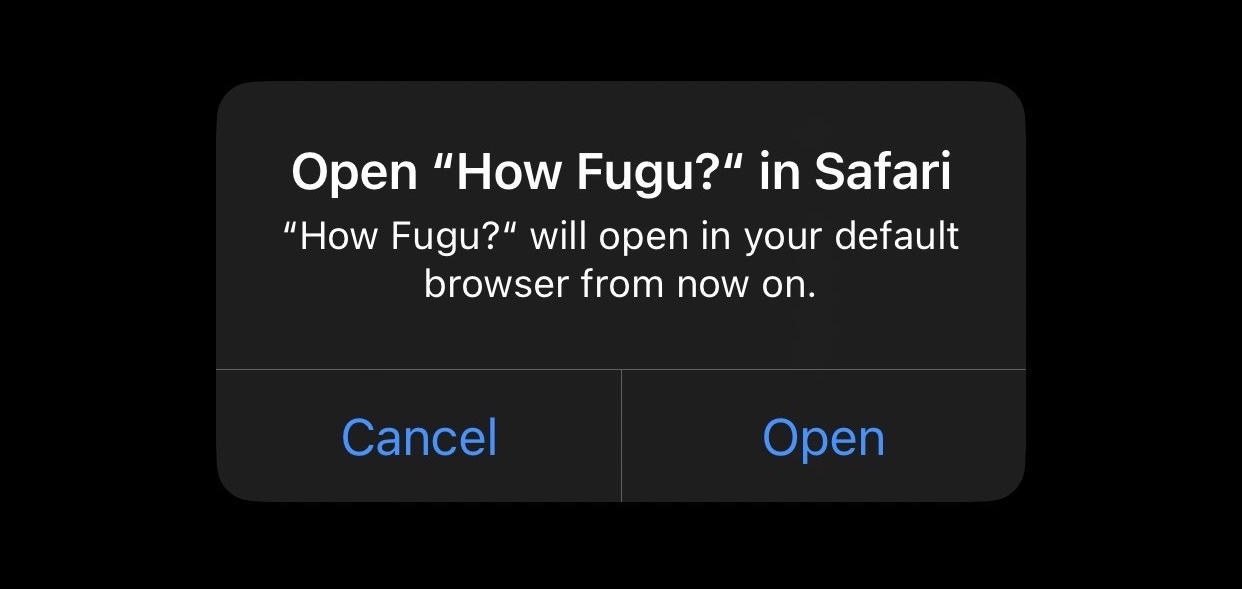 Open “How Fugu?“ in Safari
“How Fugu?“ will open in your default
browser from now on.
Cancel
Open